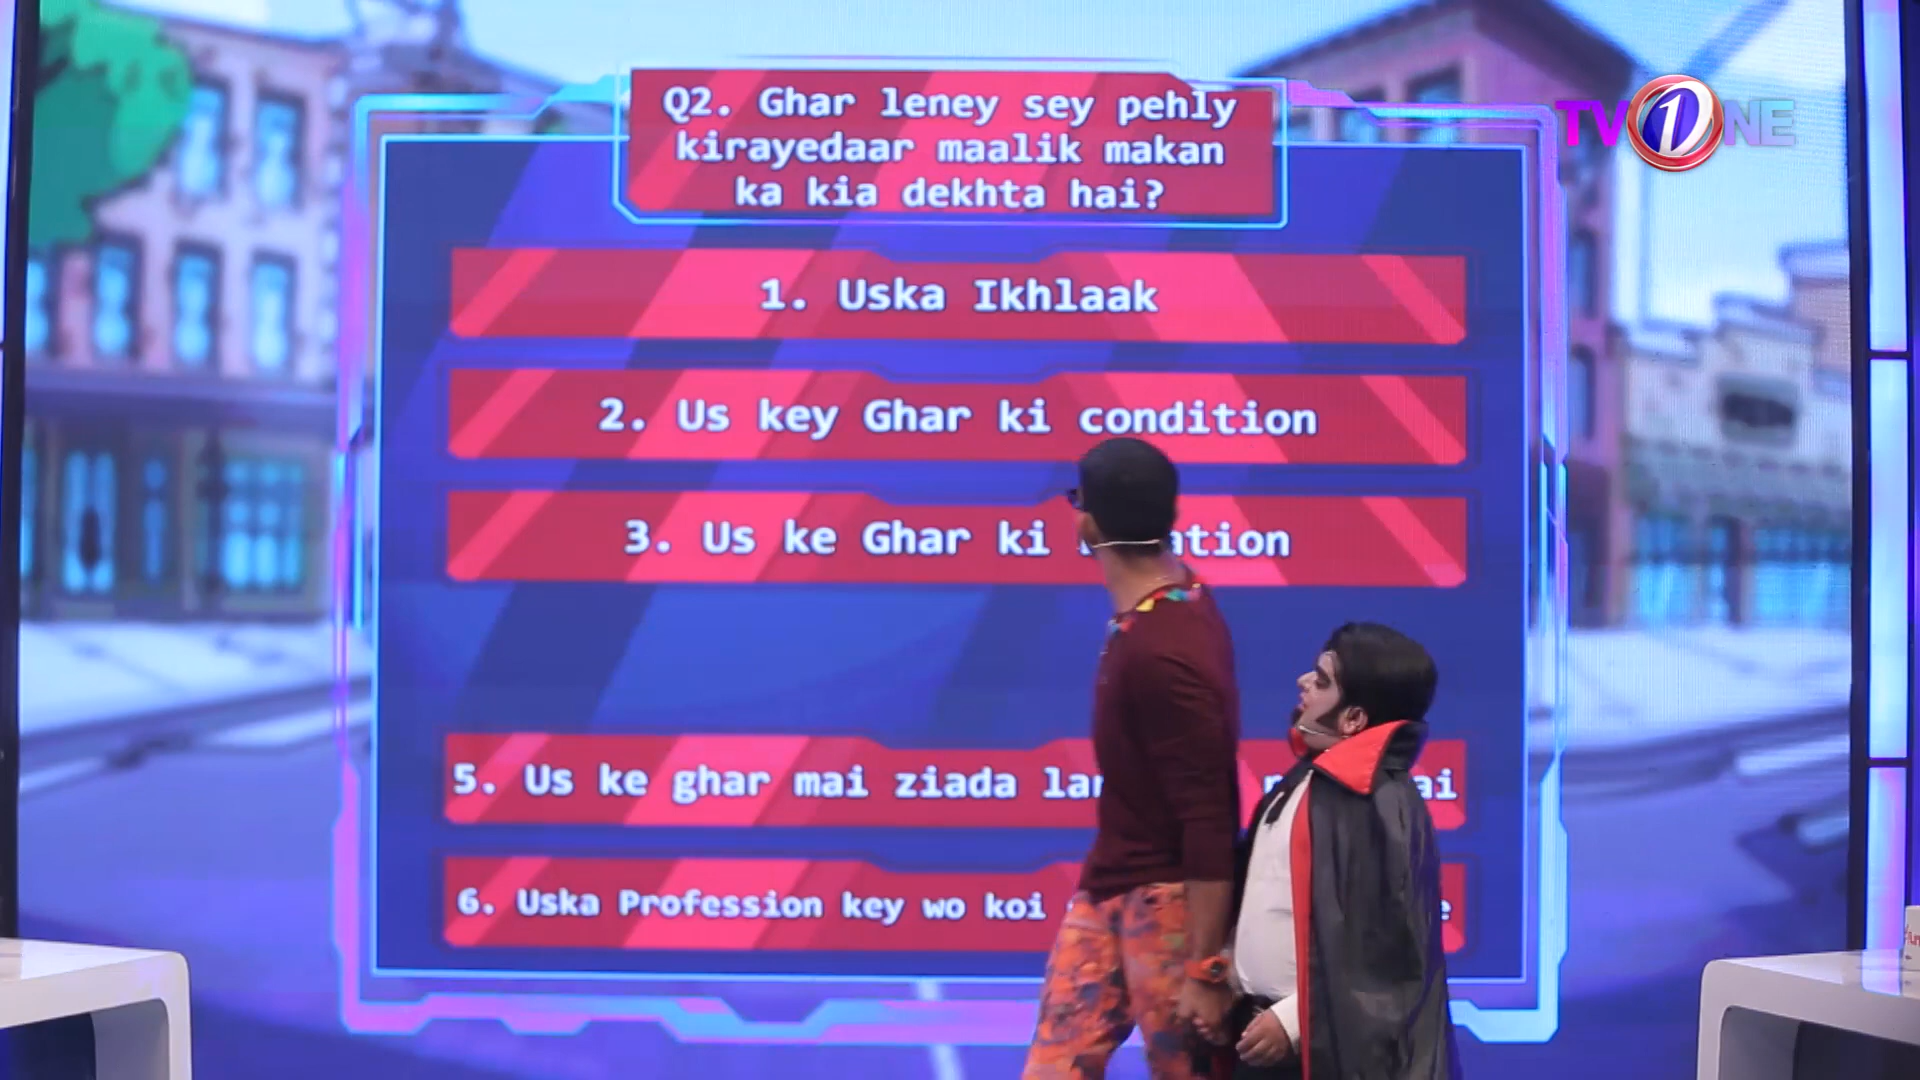 Q2. Ghar leney sey pehly
kirayedaar maalik makan
ka kia dekhta hai?
TV1NE
1. Uska Ikhlaak
2. Us key Ghar ki condition
3. Us ke Ghar ki
5. Us ke ghar mai ziada
6. Uska Profession key wo koi